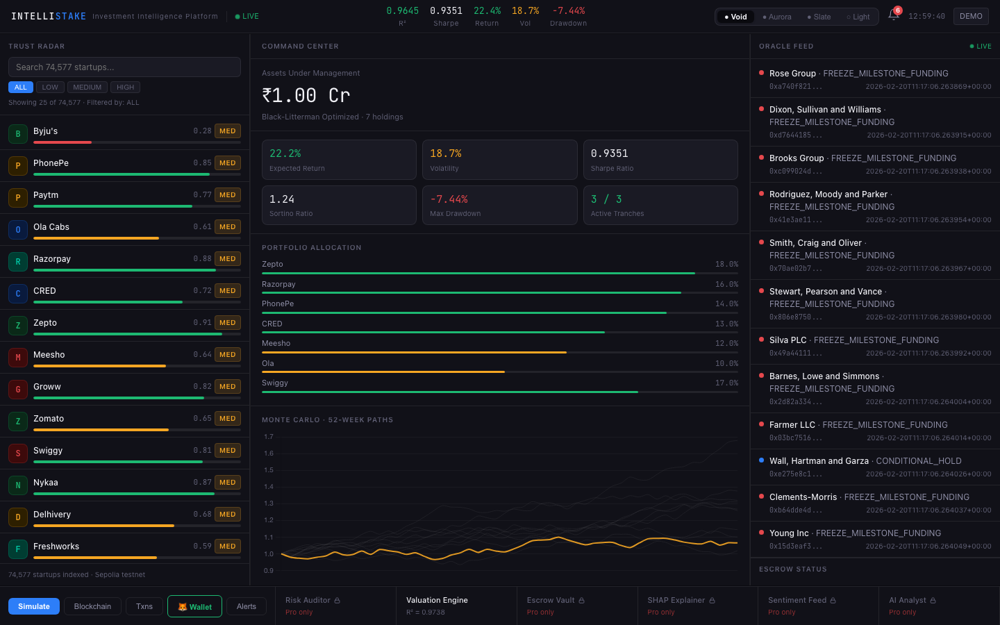 INTELLISTAKE Investment Intelligence Platform LIVE
0.9645 0.9351 22.4% 18.7% -7.44%
R² Sharpe Return Vol Drawdown
Void Aurora Slate Light 6 12:59:40 DEMO
TRUST RADAR
Search 74,577 startups...
ALL LOW MEDIUM HIGH
Showing 25 of 74,577 · Filtered by: ALL
B Byju's 0.28 MED
P PhonePe 0.85 MED
P Paytm 0.77 MED
O Ola Cabs 0.61 MED
R Razorpay 0.88 MED
C CRED 0.72 MED
Z Zepto 0.91 MED
M Meesho 0.64 MED
G Groww 0.82 MED
Z Zomato 0.65 MED
S Swiggy 0.81 MED
N Nykaa 0.87 MED
D Delhivery 0.68 MED
F Freshworks 0.59 MED
74,577 startups indexed · Sepolia testnet
COMMAND CENTER
Assets Under Management
₹1.00 Cr
Black-Litterman Optimized · 7 holdings
22.2%
Expected Return
18.7%
Volatility
0.9351
Sharpe Ratio
1.24
Sortino Ratio
-7.44%
Max Drawdown
3 / 3
Active Tranches
PORTFOLIO ALLOCATION
Zepto 18.0%
Razorpay 16.0%
PhonePe 14.0%
CRED 13.0%
Meesho 12.0%
Ola 10.0%
Swiggy 17.0%
MONTE CARLO · 52-WEEK PATHS
1.7
1.6
1.5
1.4
1.3
1.2
1.1
1.0
0.9
ORACLE FEED LIVE
Rose Group · FREEZE_MILESTONE_FUNDING
0xa740f821... 2026-02-20T11:17:06.263869+00:00
Dixon, Sullivan and Williams ·
FREEZE_MILESTONE_FUNDING
0xd7644185... 2026-02-20T11:17:06.263915+00:00
Brooks Group · FREEZE_MILESTONE_FUNDING
0xc099024d... 2026-02-20T11:17:06.263938+00:00
Rodriguez, Moody and Parker ·
FREEZE_MILESTONE_FUNDING
0x41e3ae11... 2026-02-20T11:17:06.263954+00:00
Smith, Craig and Oliver ·
FREEZE_MILESTONE_FUNDING
0x70ae02b7... 2026-02-20T11:17:06.263967+00:00
Stewart, Pearson and Vance ·
FREEZE_MILESTONE_FUNDING
0x806e8750... 2026-02-20T11:17:06.263980+00:00
Silva PLC · FREEZE_MILESTONE_FUNDING
0x49a44111... 2026-02-20T11:17:06.263992+00:00
Barnes, Lowe and Simmons ·
FREEZE_MILESTONE_FUNDING
0x2d82a334... 2026-02-20T11:17:06.264004+00:00
Farmer LLC · FREEZE_MILESTONE_FUNDING
0x03bc7516... 2026-02-20T11:17:06.264014+00:00
Wall, Hartman and Garza · CONDITIONAL_HOLD
0xe275e8c1... 2026-02-20T11:17:06.264026+00:00
Clements-Morris · FREEZE_MILESTONE_FUNDING
0xb64dde4d... 2026-02-20T11:17:06.264037+00:00
Young Inc · FREEZE_MILESTONE_FUNDING
0x15d3eaf3... 2026-02-20T11:17:06.264049+00:00
ESCROW STATUS
Simulate Blockchain Txns Wallet Alerts
Risk Auditor
Pro only
Valuation Engine
R² = 0.9738
Escrow Vault
Pro only
SHAP Explainer
Pro only
Sentiment Feed
Pro only
AI Analyst
Pro only